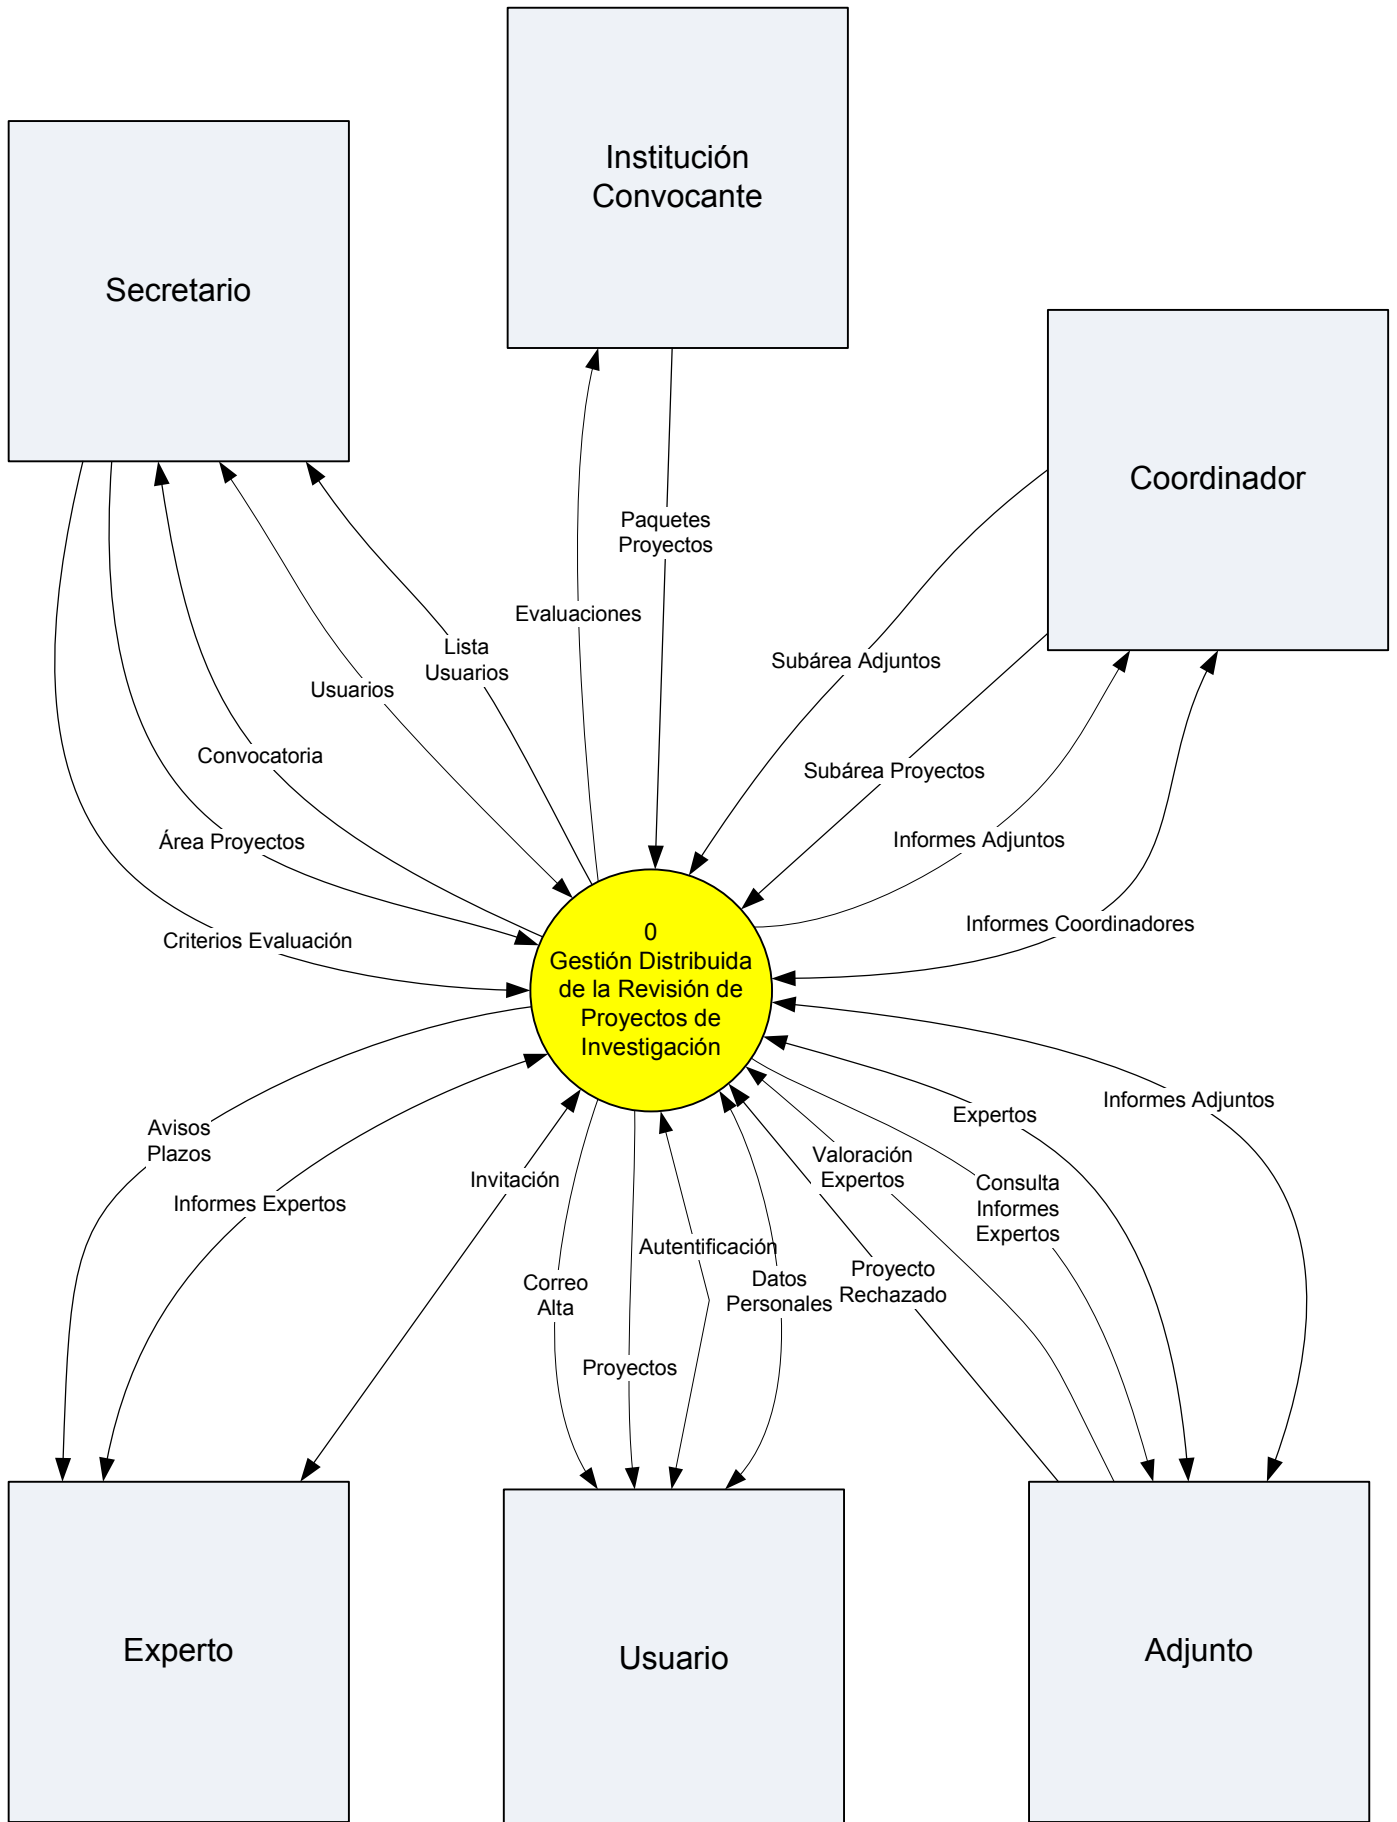 Institución
Convocante
Secretario
Coordinador
Paquetes
Proyectos
Evaluaciones
Lista
Usuarios
Subárea Adjuntos
Usuarios
Convocatoria
Subárea Proyectos
Área Proyectos
Informes Adjuntos
Criterios Evaluación
Informes Coordinadores
0
Gestión Distribuida
de la Revisión de
Proyectos de
Investigación
Avisos
Plazos
Informes Expertos
Invitación
Correo
Alta
Proyectos
Autentificación
Datos
Personales
Valoración
Expertos
Proyecto
Rechazado
Consulta
Informes
Expertos
Expertos
Informes Adjuntos
Experto
Usuario
Adjunto